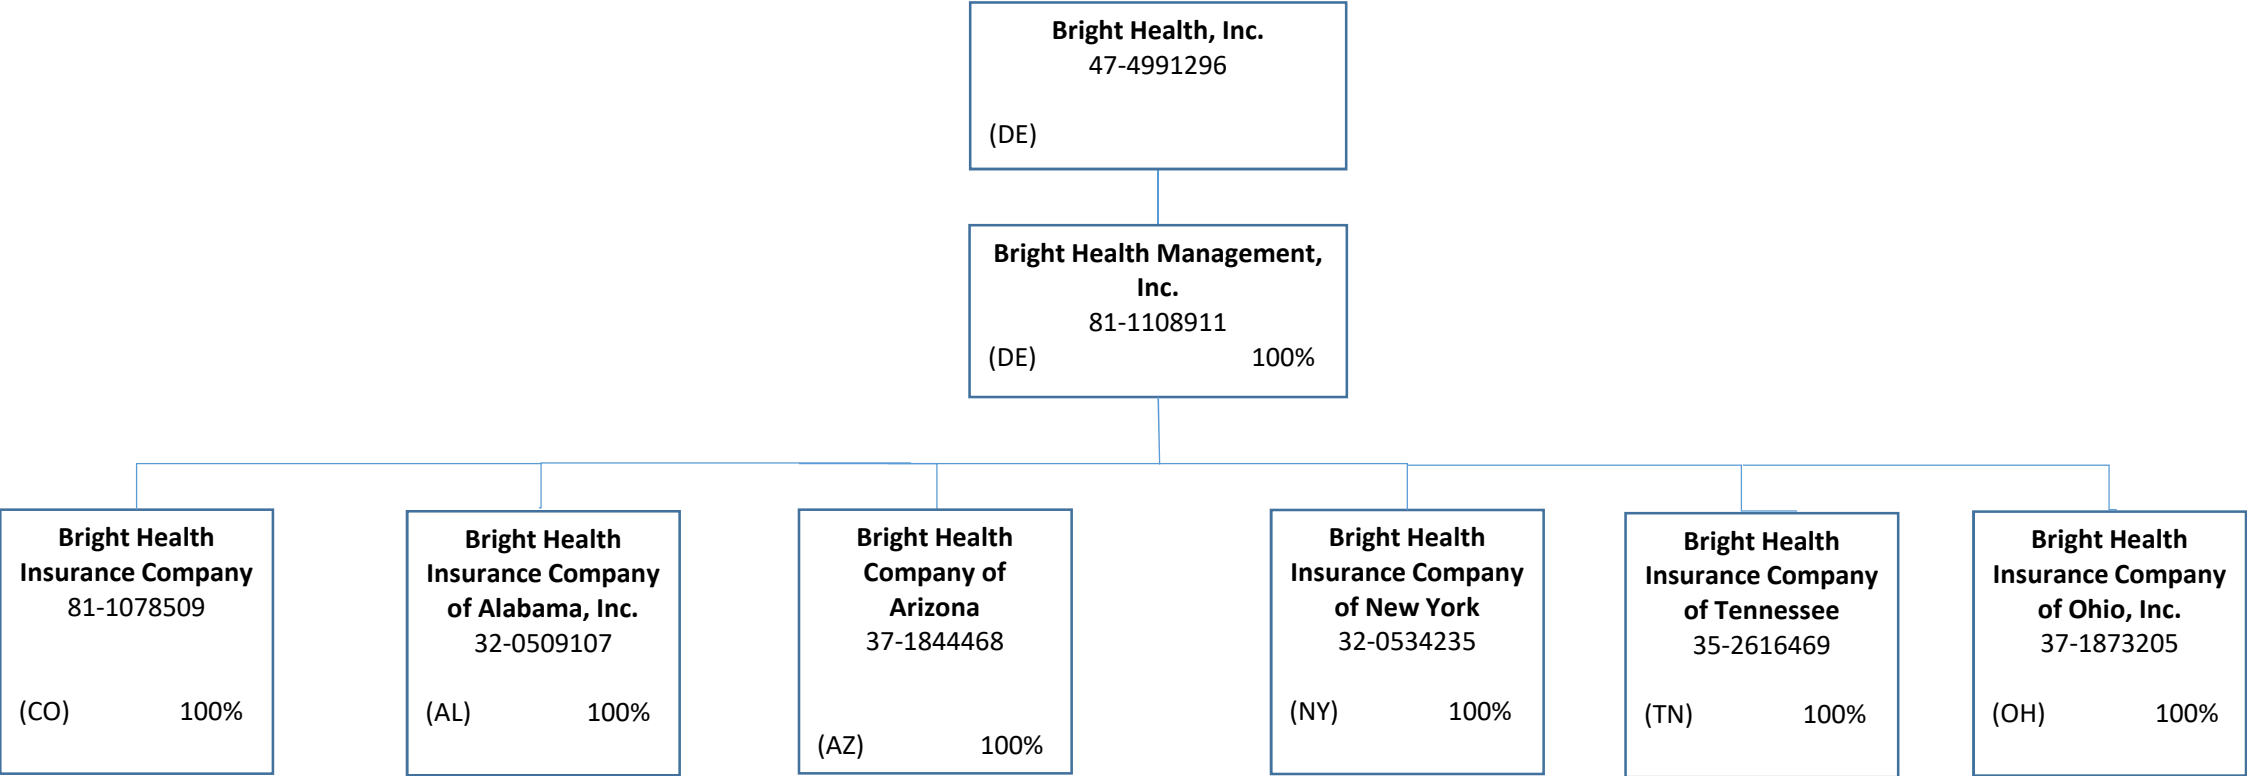 Bright Health, Inc.
47-4991296
(DE)
Bright Health Management,
Inc.
81-1108911
(DE) 100%
Bright Health
Insurance Company
81-1078509
(CO) 100%
Bright Health
Insurance Company
of Alabama, Inc.
32-0509107
(AL) 100%
Bright Health
Company of
Arizona
37-1844468
(AZ) 100%
Bright Health
Insurance Company
of New York
32-0534235
(NY) 100%
Bright Health
Insurance Company
of Tennessee
35-2616469
(TN) 100%
Bright Health
Insurance Company
of Ohio, Inc.
37-1873205
(OH) 100%